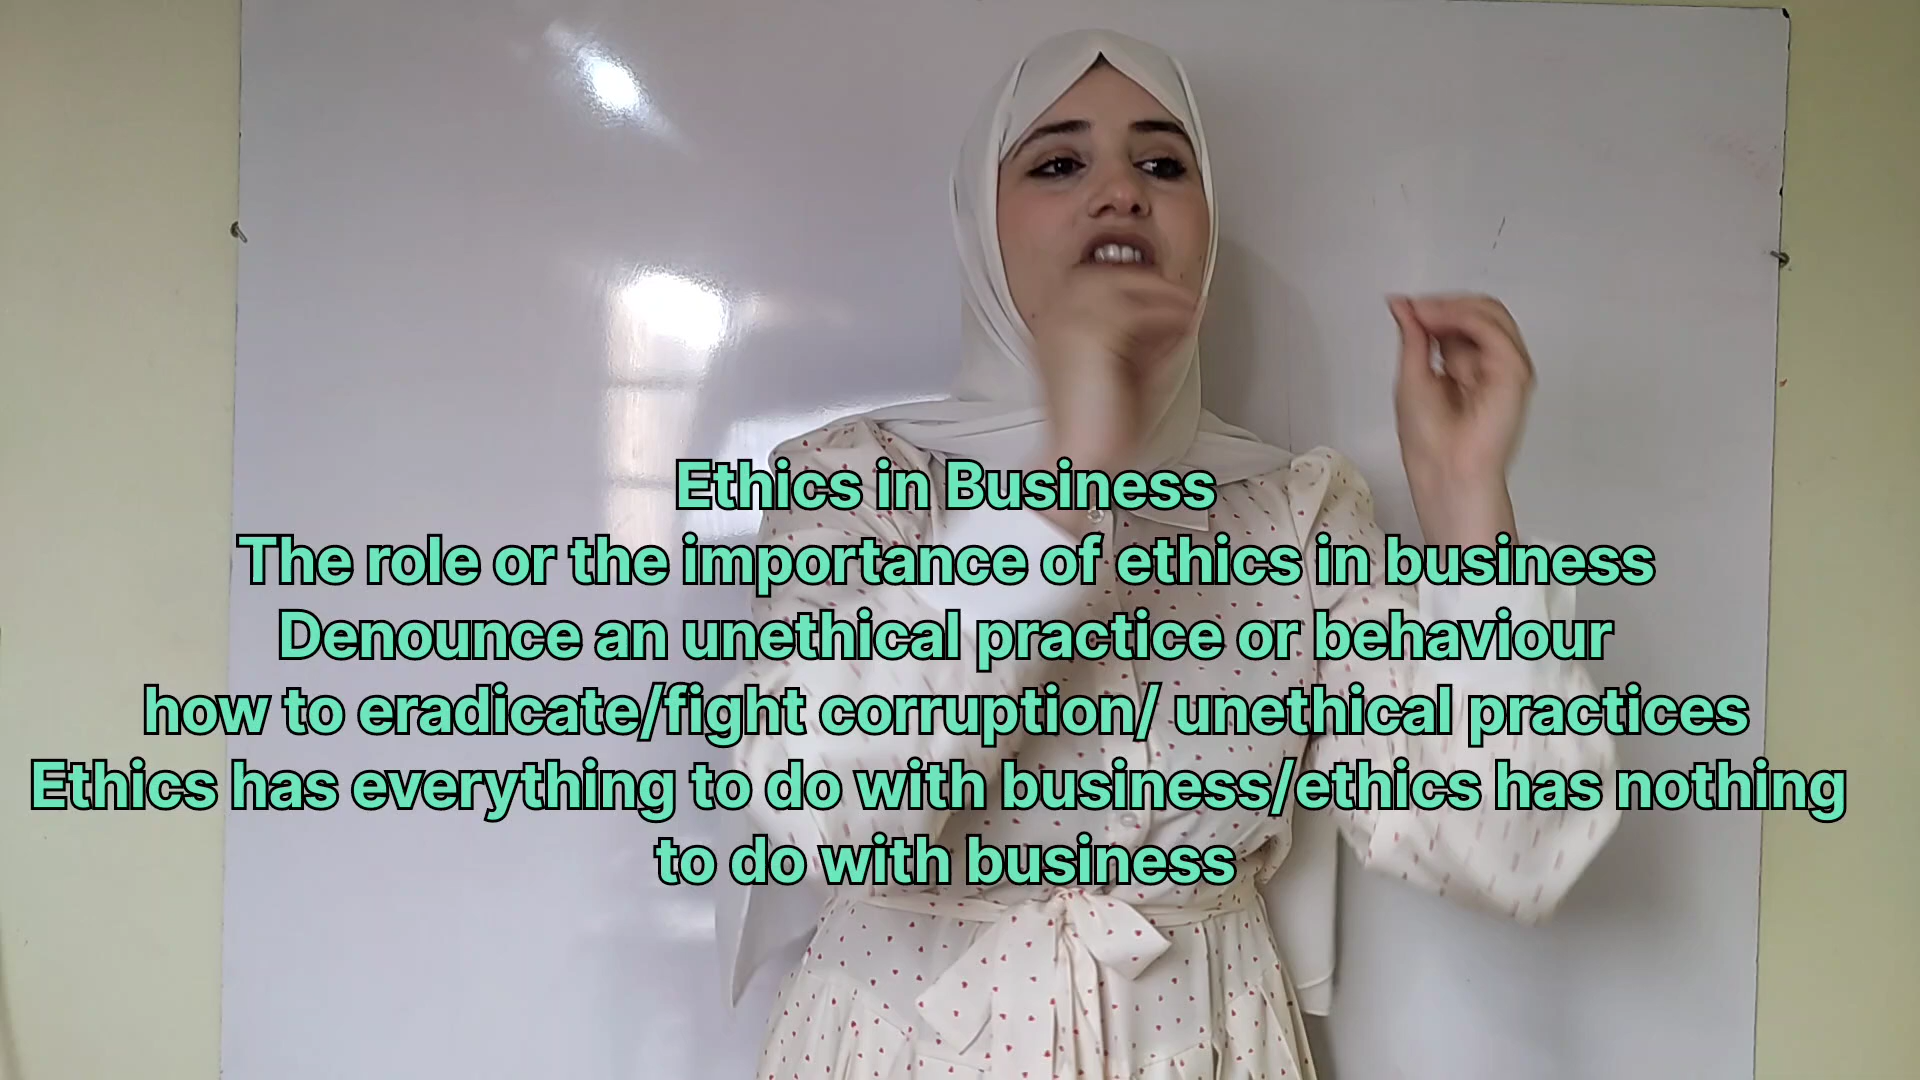 Ethics in Business
The role or the importance of ethics in business
Denounce an unethical practice or behaviour
how to eradicate/fight corruption/ unethical practices
Ethics has everything to do with business/ethics has nothing
to do with business